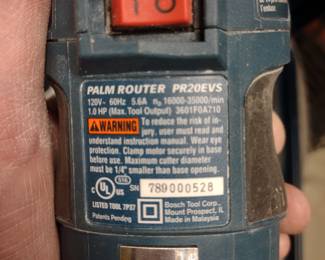 PALM ROUTER PR20EVS
120V~ 60Hz 5.6A n₀ 16000-35000/min
1.0 HP (Max. Tool Output) 3601F0A710
WARNING To reduce the risk of in-
jury, user must read and
understand instruction manual. Wear eye
protection. Clamp motor securely in base
before use. Maximum cutter diameter
must be 1/4" smaller than base opening.
C UL US
SN 789000528
LISTED TOOL 7P37
Patents Pending
Bosch Tool Corp.
Mount Prospect, IL
Made in Malaysia